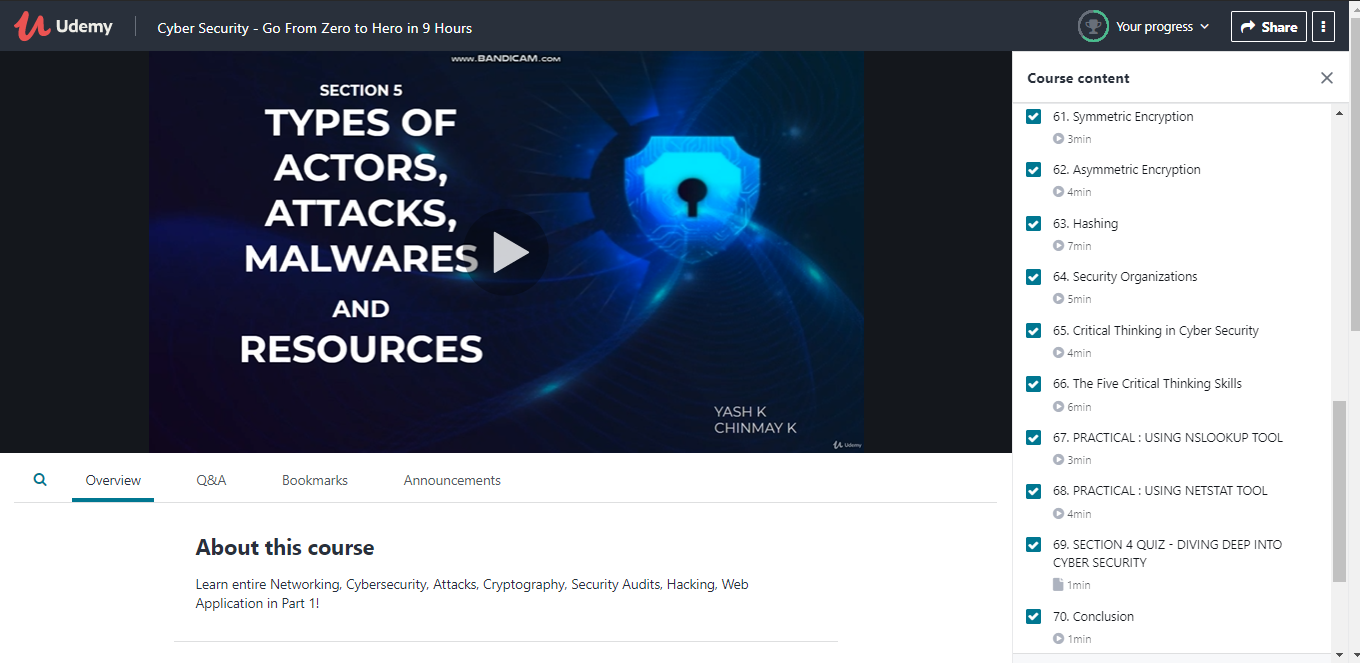 Udemy
Cyber Security - Go From Zero to Hero in 9 Hours
Your progress
Share
www.BANDICAM.com
SECTION 5
TYPES OF
ACTORS,
ATTACKS,
MALWARES
AND
RESOURCES
YASH K
CHINMAY K
Udemy
Course content
61. Symmetric Encryption
3min
62. Asymmetric Encryption
4min
63. Hashing
7min
64. Security Organizations
5min
65. Critical Thinking in Cyber Security
4min
66. The Five Critical Thinking Skills
6min
67. PRACTICAL : USING NSLOOKUP TOOL
3min
68. PRACTICAL : USING NETSTAT TOOL
4min
69. SECTION 4 QUIZ - DIVING DEEP INTO
CYBER SECURITY
1min
70. Conclusion
1min
Overview
Q&A
Bookmarks
Announcements
About this course
Learn entire Networking, Cybersecurity, Attacks, Cryptography, Security Audits, Hacking, Web
Application in Part 1!